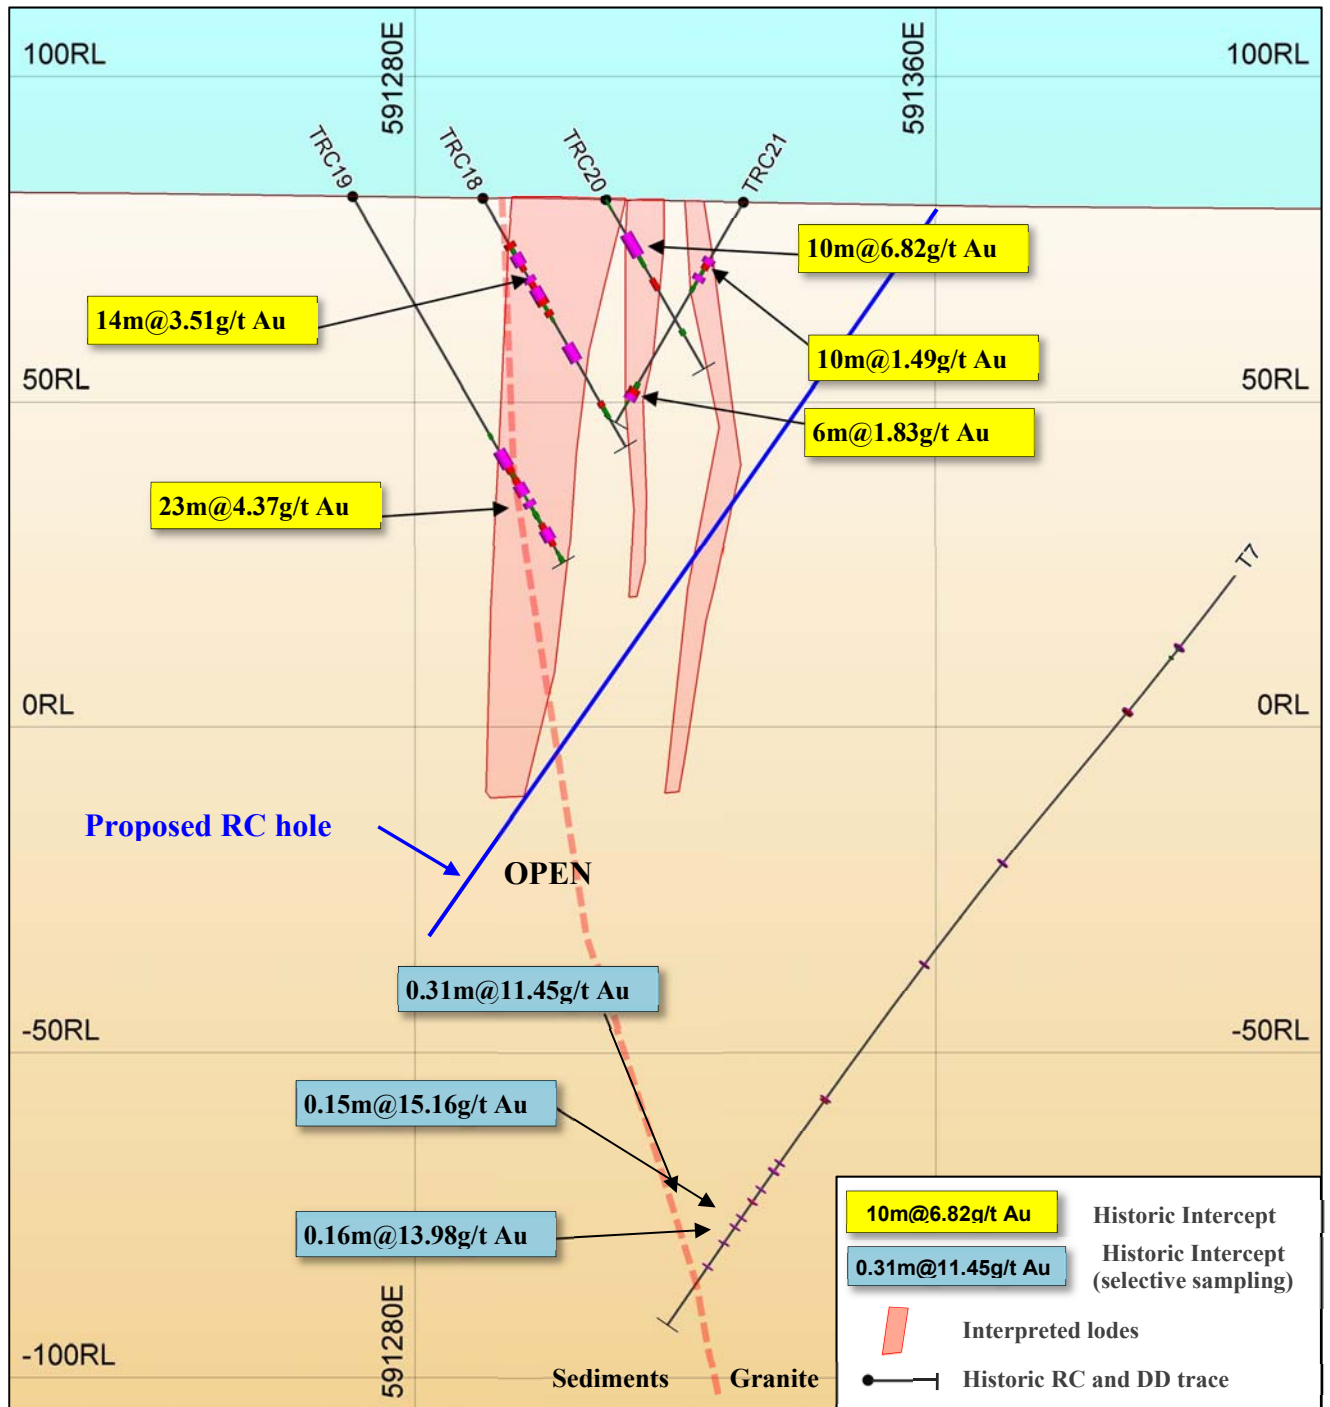 591280E
591360E
100RL
100RL
TRC19
TRC18
TRC20
TRC21
10m@6.82g/t Au
14m@3.51g/t Au
10m@1.49g/t Au
50RL
50RL
6m@1.83g/t Au
23m@4.37g/t Au
T7
0RL
0RL
Proposed RC hole
OPEN
0.31m@11.45g/t Au
-50RL
-50RL
0.15m@15.16g/t Au
0.16m@13.98g/t Au
591280E
-100RL
Sediments
Granite
10m@6.82g/t Au
Historic Intercept
0.31m@11.45g/t Au
Historic Intercept
(selective sampling)
Interpreted lodes
Historic RC and DD trace